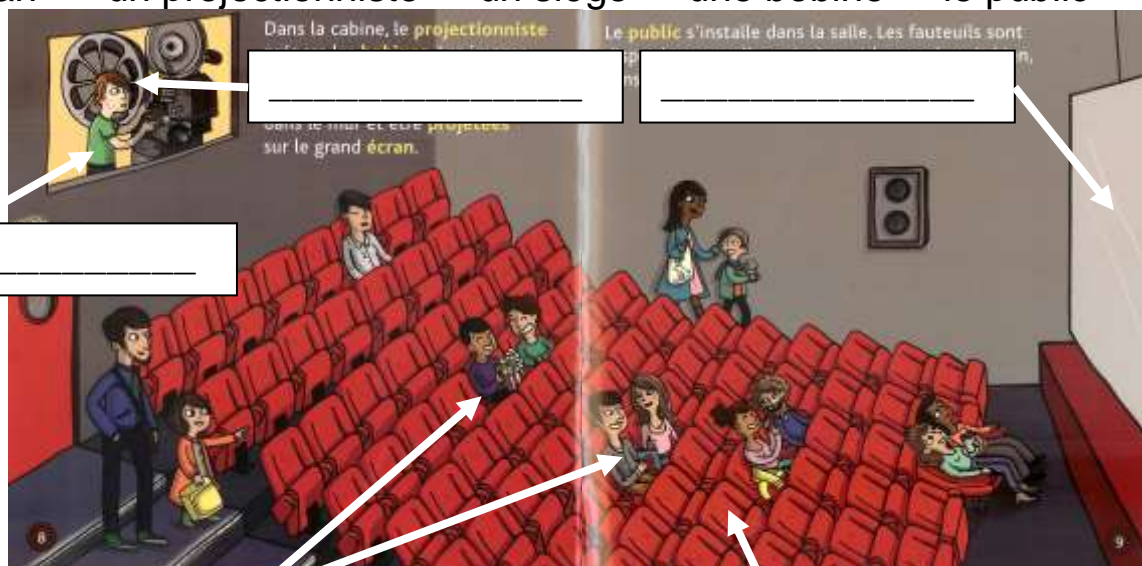 un projectionniste un siège une bobine le public
Dans la cabine, le projectionniste
dans le mur et être projetées
sur le grand écran.
Le public s'installe dans la salle. Les fauteuils sont
8
9